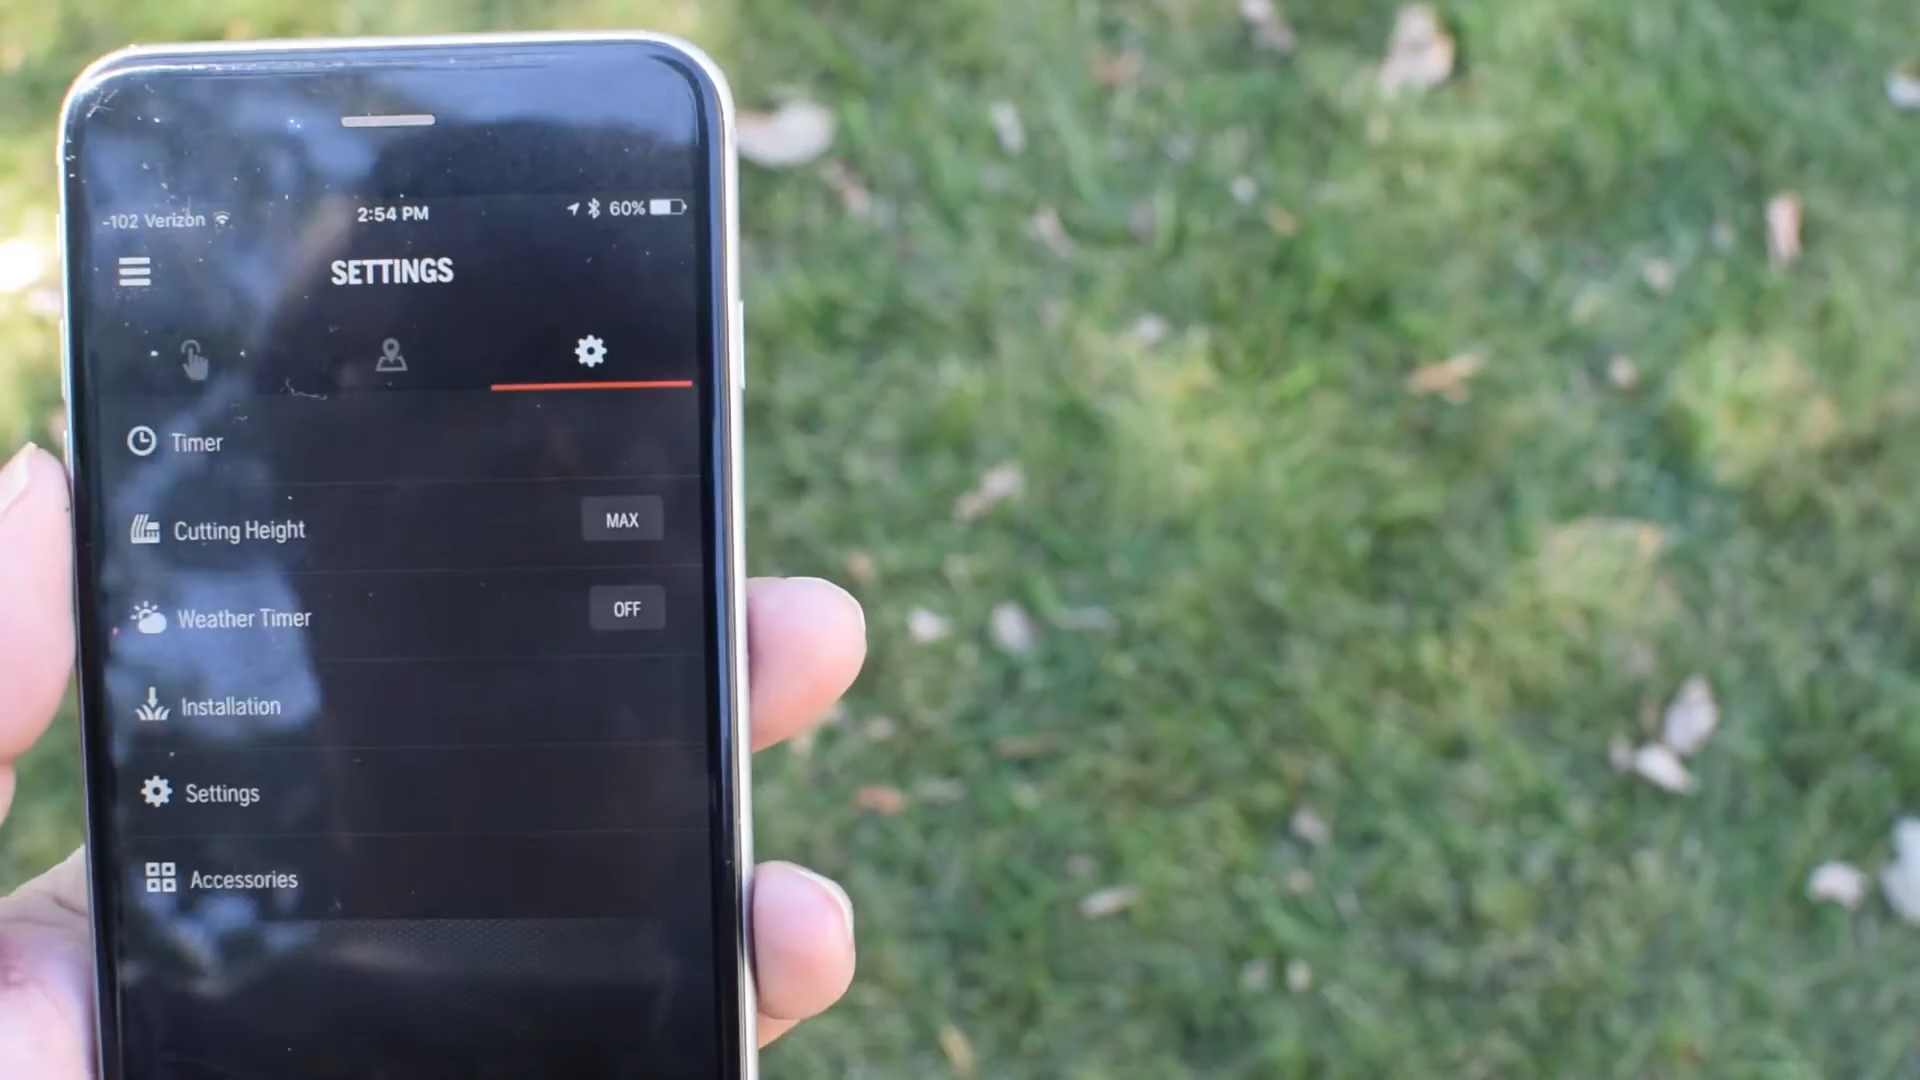 -102 Verizon 2:54 PM 60%
SETTINGS
Timer
Cutting Height MAX
Weather Timer OFF
Installation
Settings
Accessories